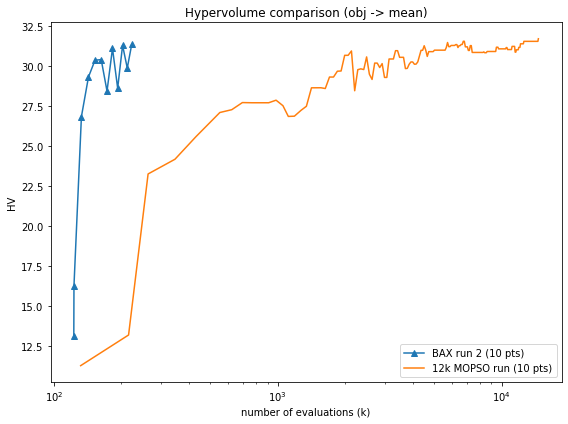 Hypervolume comparison (obj -> mean)
HV
32.5
30.0
27.5
25.0
22.5
20.0
17.5
15.0
12.5
10²
10³
10⁴
number of evaluations (k)
BAX run 2 (10 pts)
12k MOPSO run (10 pts)